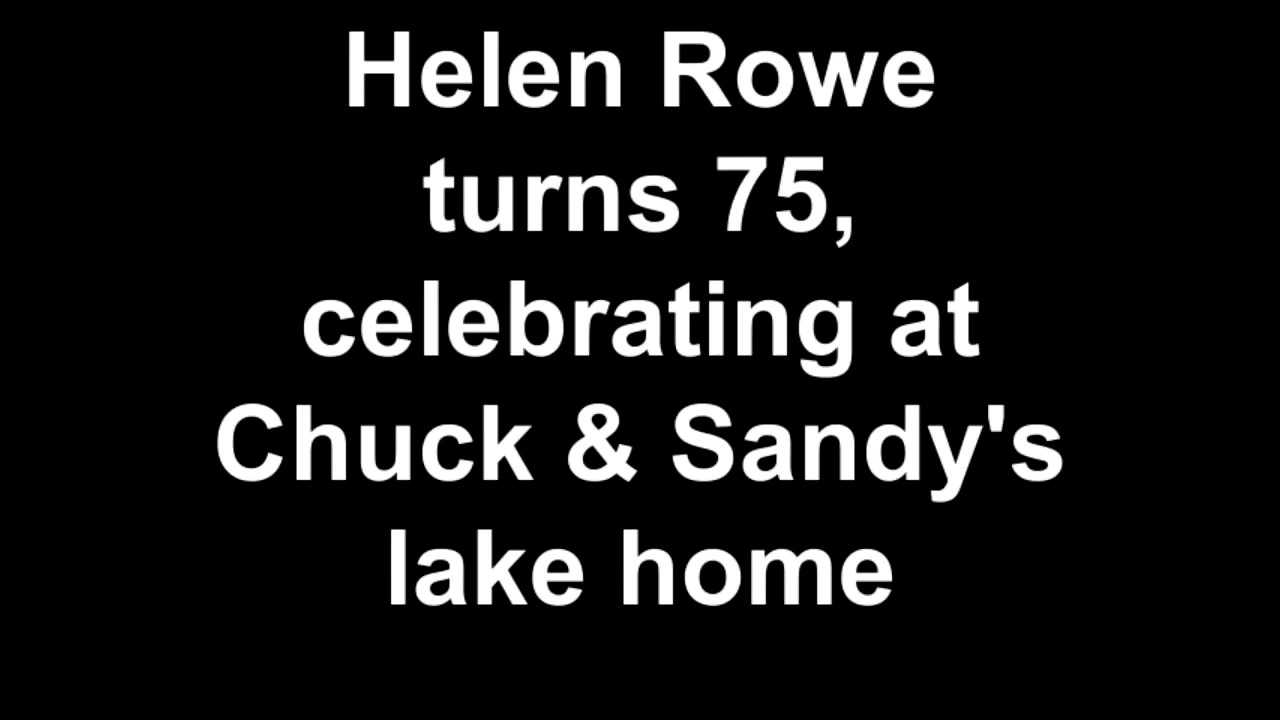 Helen Rowe
turns 75,
celebrating at
Chuck & Sandy's
lake home